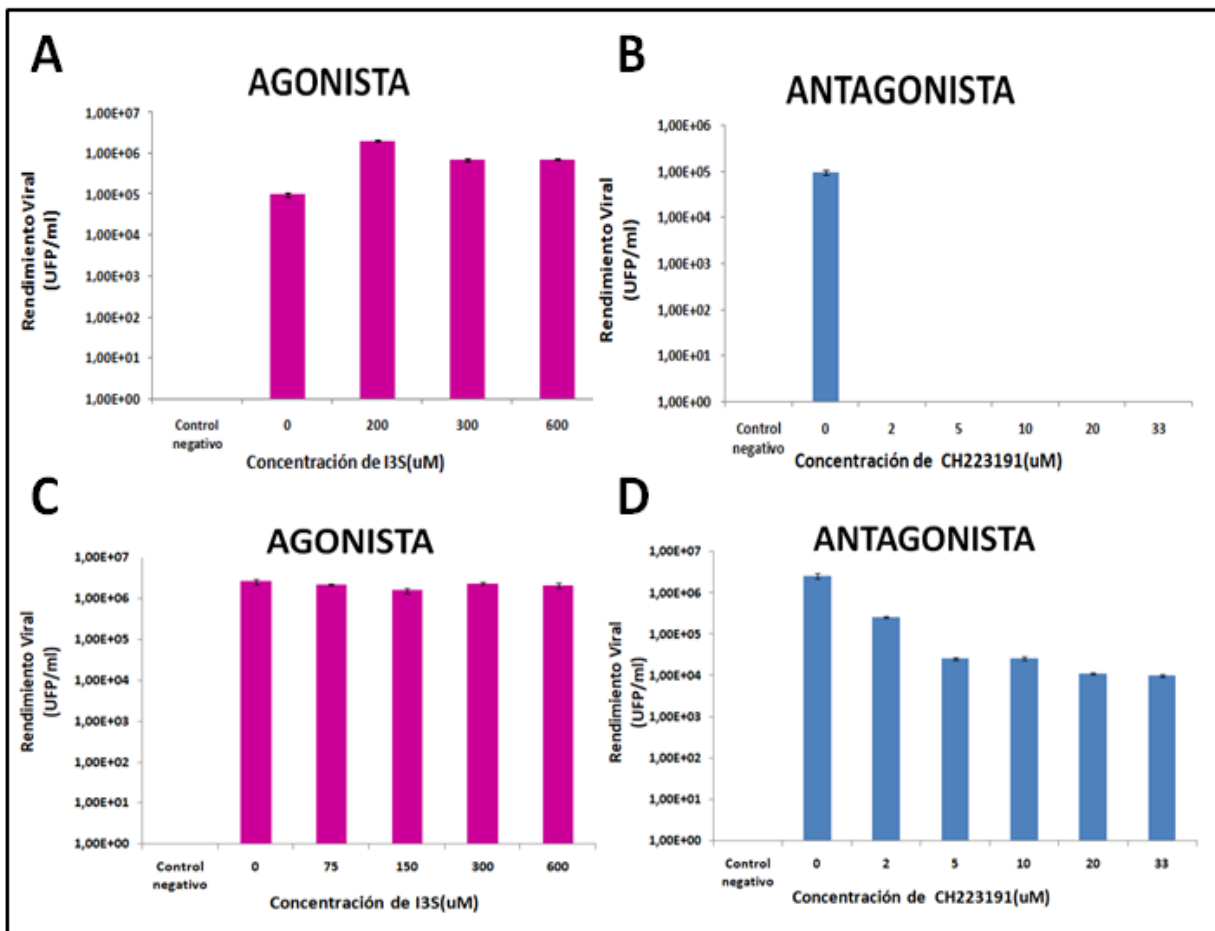 A
AGONISTA
1,00E+07
1,00E+06
1,00E+05
1,00E+04
1,00E+03
1,00E+02
1,00E+01
1,00E+00
Rendimiento Viral
(UFP/ml)
Control
negativo
0
200
300
600
Concentración de I3S(uM)
B
ANTAGONISTA
1,00E+06
1,00E+05
1,00E+04
1,00E+03
1,00E+02
1,00E+01
1,00E+00
Rendimiento Viral
(UFP/ml)
Control
negativo
0
2
5
10
20
33
Concentración de CH223191(uM)
C
AGONISTA
1,00E+07
1,00E+06
1,00E+05
1,00E+04
1,00E+03
1,00E+02
1,00E+01
1,00E+00
Rendimiento Viral
(UFP/ml)
Control
negativo
0
75
150
300
600
Concentración de I3S(uM)
D
ANTAGONISTA
1,00E+07
1,00E+06
1,00E+05
1,00E+04
1,00E+03
1,00E+02
1,00E+01
1,00E+00
Rendimiento Viral
(UFP/ml)
Control
negativo
0
2
5
10
20
33
Concentración de CH223191(uM)